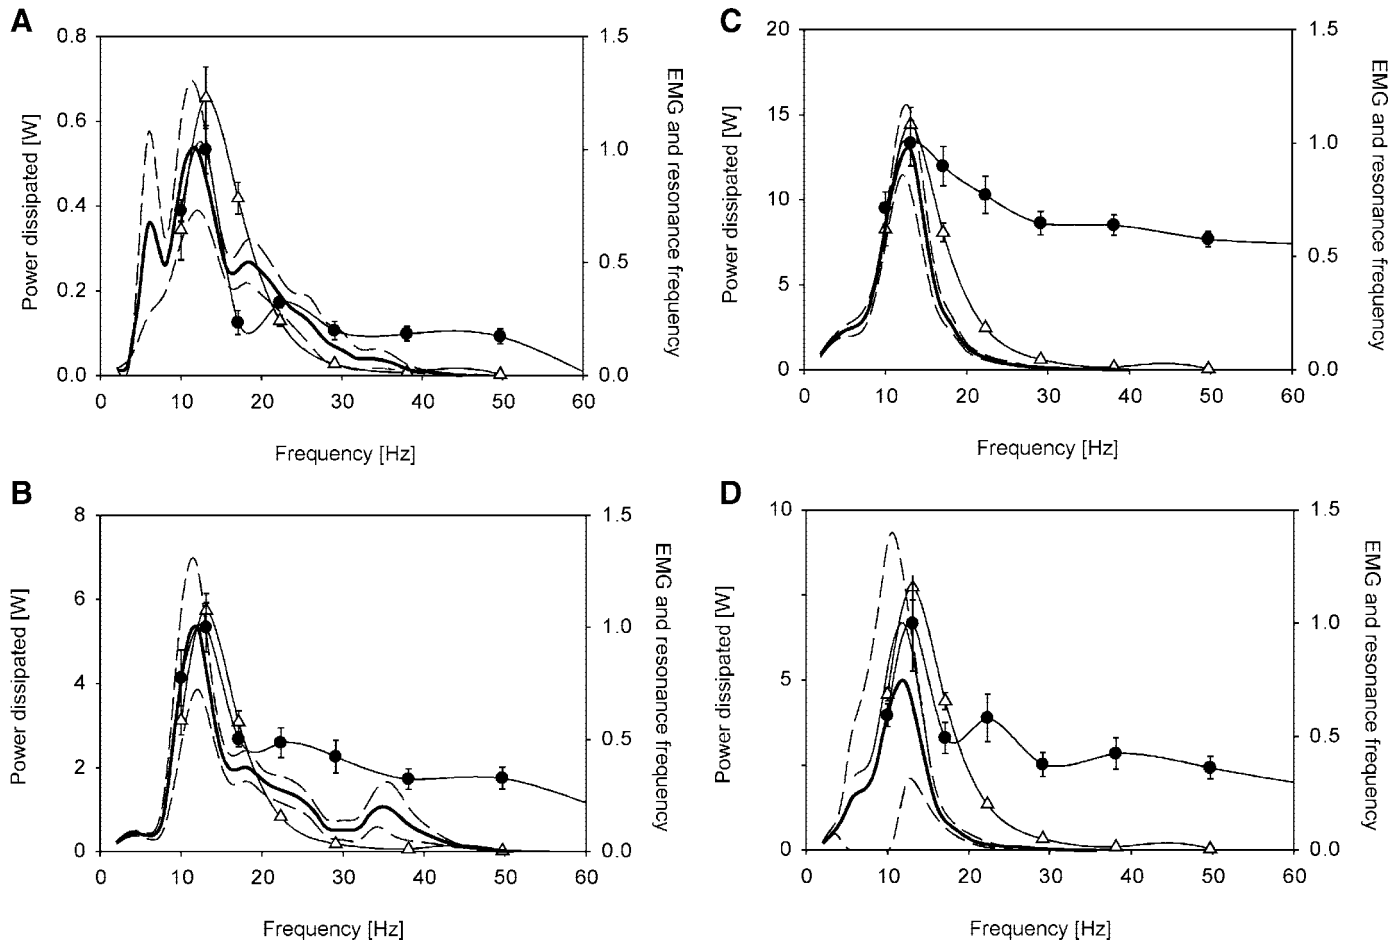 A
0.8
0.6
0.4
0.2
0.0
Power dissipated [W]
1.5
1.0
0.5
0.0
EMG and resonance frequency
0 10 20 30 40 50 60
Frequency [Hz]
B
8
6
4
2
0
Power dissipated [W]
1.5
1.0
0.5
0.0
EMG and resonance frequency
0 10 20 30 40 50 60
Frequency [Hz]
C
20
15
10
5
0
Power dissipated [W]
1.5
1.0
0.5
0.0
EMG and resonance frequency
0 10 20 30 40 50 60
Frequency [Hz]
D
10
5
0
Power dissipated [W]
1.5
1.0
0.5
0.0
EMG and resonance frequency
0 10 20 30 40 50 60
Frequency [Hz]